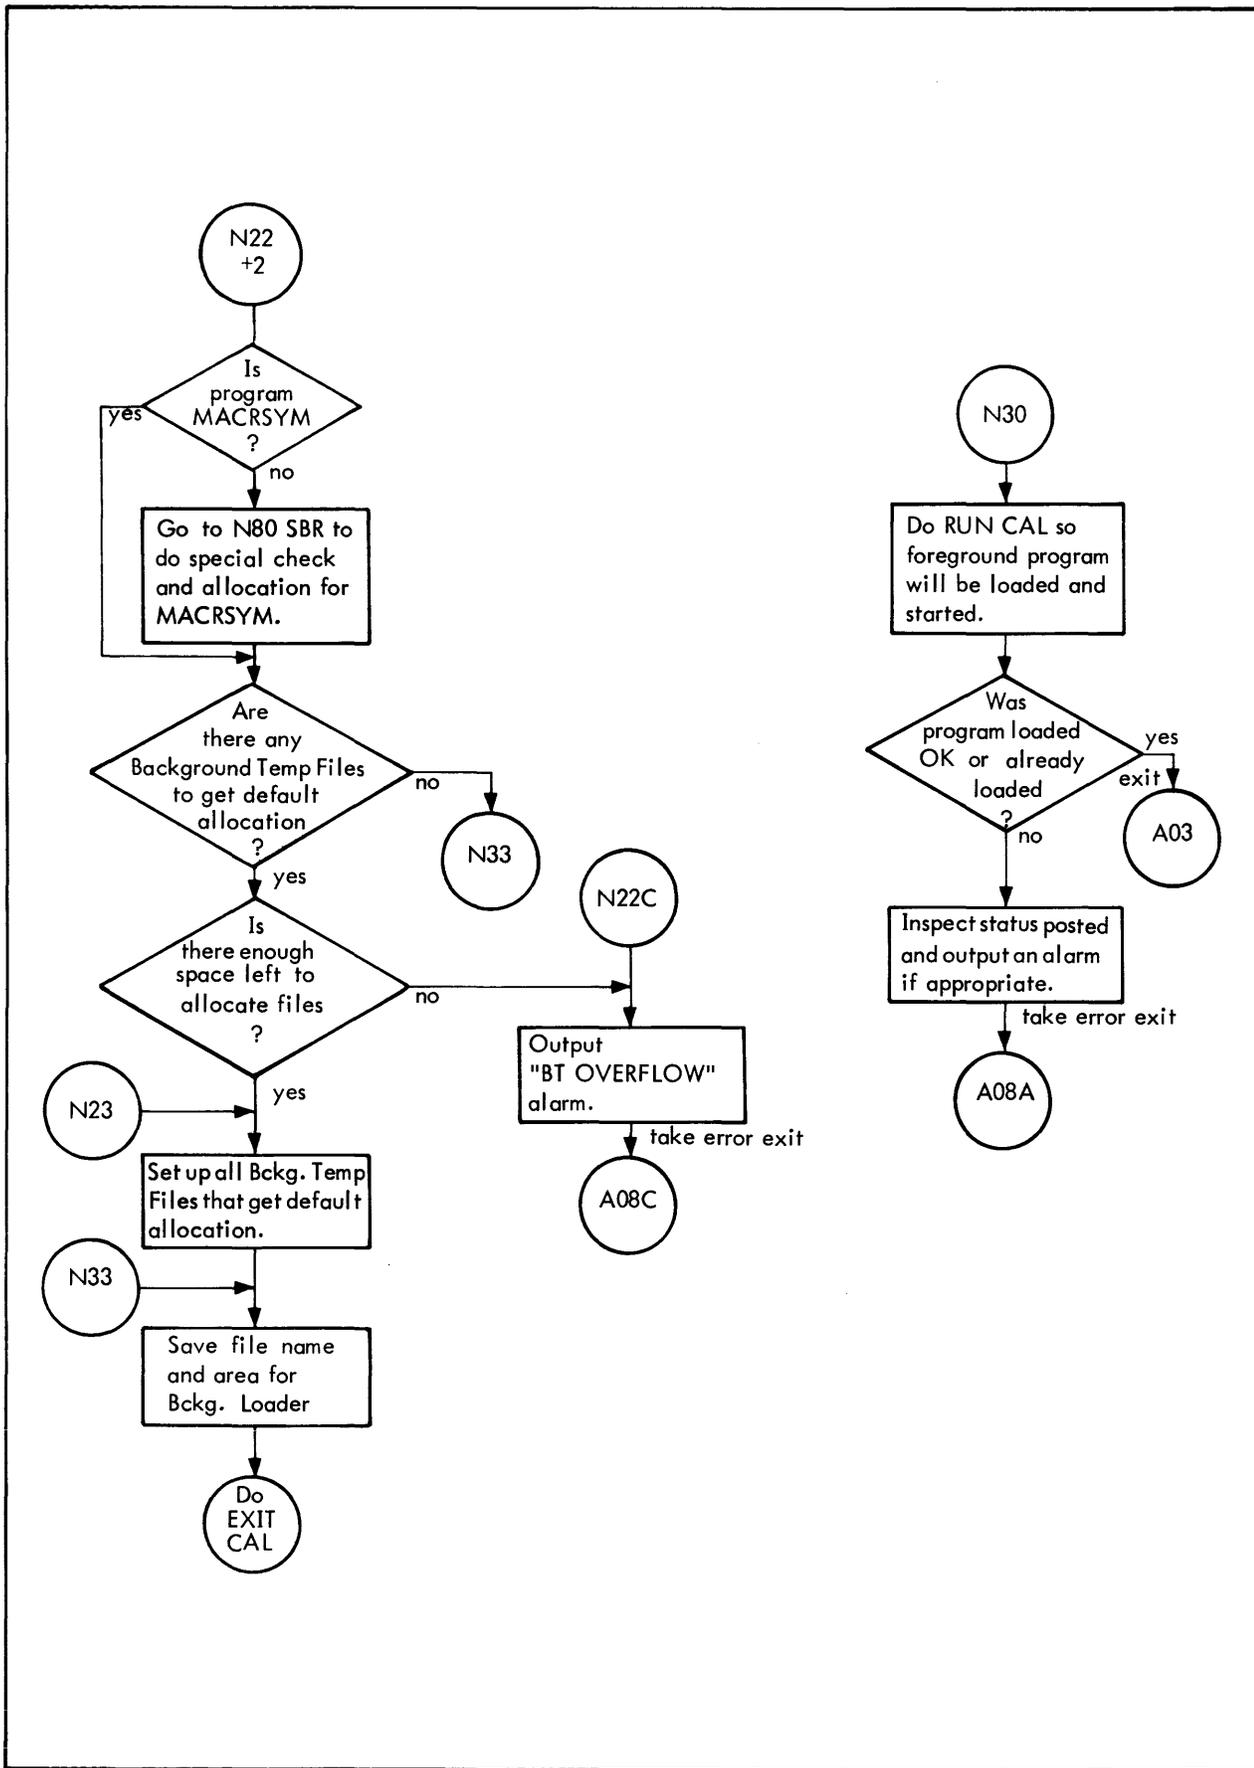 N22
+2
Is
program
MACRSYM
?
yes
no
Go to N80 SBR to
do special check
and allocation for
MACRSYM.
Are
there any
Background Temp Files
to get default
allocation
?
no
N33
yes
Is
there enough
space left to
allocate files
?
no
N22C
Output
"BT OVERFLOW"
alarm.
take error exit
A08C
yes
N23
Set up all Bckg. Temp
Files that get default
allocation.
N33
Save file name
and area for
Bckg. Loader
Do
EXIT
CAL
N30
Do RUN CAL so
foreground program
will be loaded and
started.
Was
program loaded
OK or already
loaded
?
yes
exit
A03
no
Inspect status posted
and output an alarm
if appropriate.
take error exit
A08A